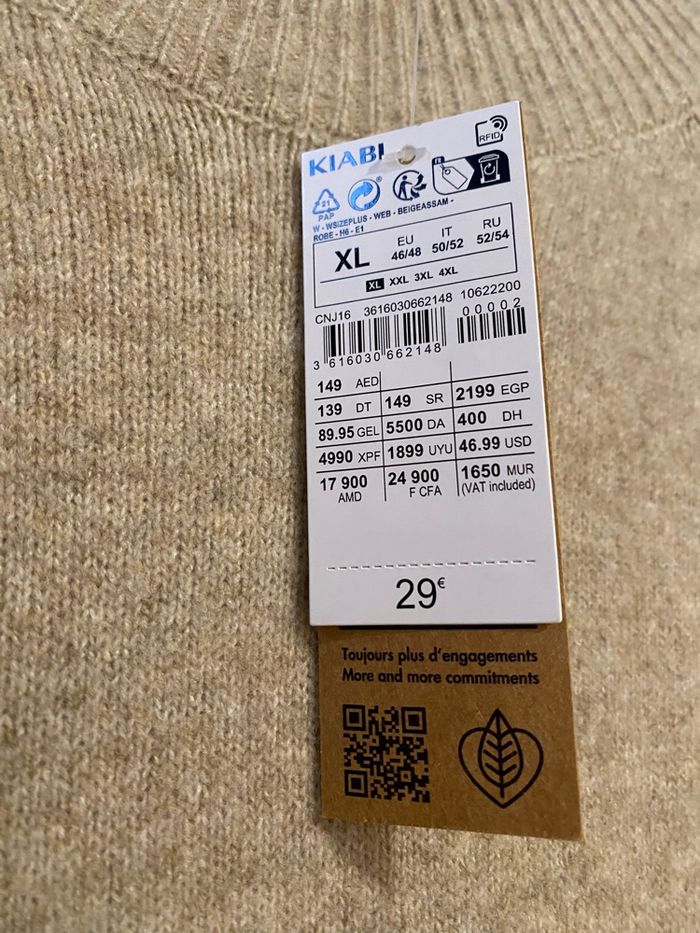 KIABI
RFID
FR
21
PAP
W - WSIZEPLUS - WEB - BEIGEASSAM -
ROBE - H6 - E1
XL
EU
46/48
IT
50/52
RU
52/54
XL XXL 3XL 4XL
CNJ16 3616030662148 10622200
00002
3 616030 662148
149 AED
139 DT 149 SR 2199 EGP
89.95 GEL 5500 DA 400 DH
4990 XPF 1899 UYU 46.99 USD
17 900 AMD 24 900 F CFA 1650 MUR
(VAT included)
29€
Toujours plus d'engagements
More and more commitments